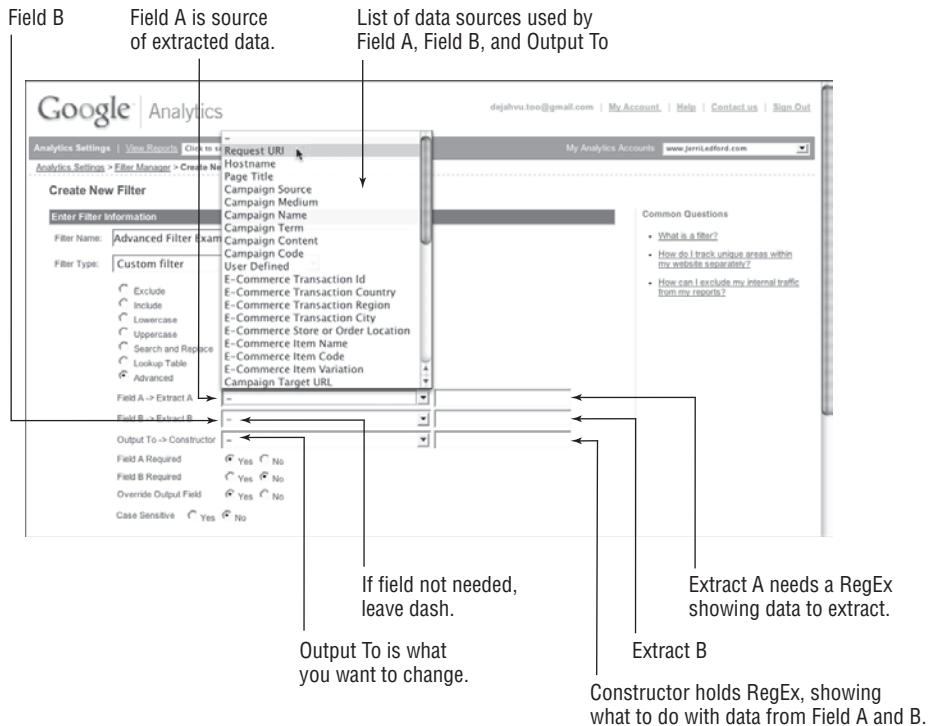 Field B
Field A is source
of extracted data.
List of data sources used by
Field A, Field B, and Output To
Google Analytics
dejahvu.too@gmail.com | My Account | Help | Contact us | Sign Out
Analytics Settings | View Reports: Click to
My Analytics Accounts www.JerriLedford.com
Analytics Settings > Filter Manager > Create Ne
Create New Filter
Enter Filter Information
Filter Name: Advanced Filter Exam
Filter Type: Custom filter
Exclude
Include
Lowercase
Uppercase
Search and Replace
Lookup Table
Advanced
–
Request URI
Hostname
Page Title
Campaign Source
Campaign Medium
Campaign Name
Campaign Term
Campaign Content
Campaign Code
User Defined
E-Commerce Transaction Id
E-Commerce Transaction Country
E-Commerce Transaction Region
E-Commerce Transaction City
E-Commerce Store or Order Location
E-Commerce Item Name
E-Commerce Item Code
E-Commerce Item Variation
Campaign Target URL
Common Questions
What is a filter?
How do I track unique areas within
my website separately?
How can I exclude my internal traffic
from my reports?
Field A -> Extract A –
Field B -> Extract B –
Output To -> Constructor –
Field A Required Yes No
Field B Required Yes No
Override Output Field Yes No
Case Sensitive Yes No
If field not needed,
leave dash.
Extract A needs a RegEx
showing data to extract.
Output To is what
you want to change.
Extract B
Constructor holds RegEx, showing
what to do with data from Field A and B.